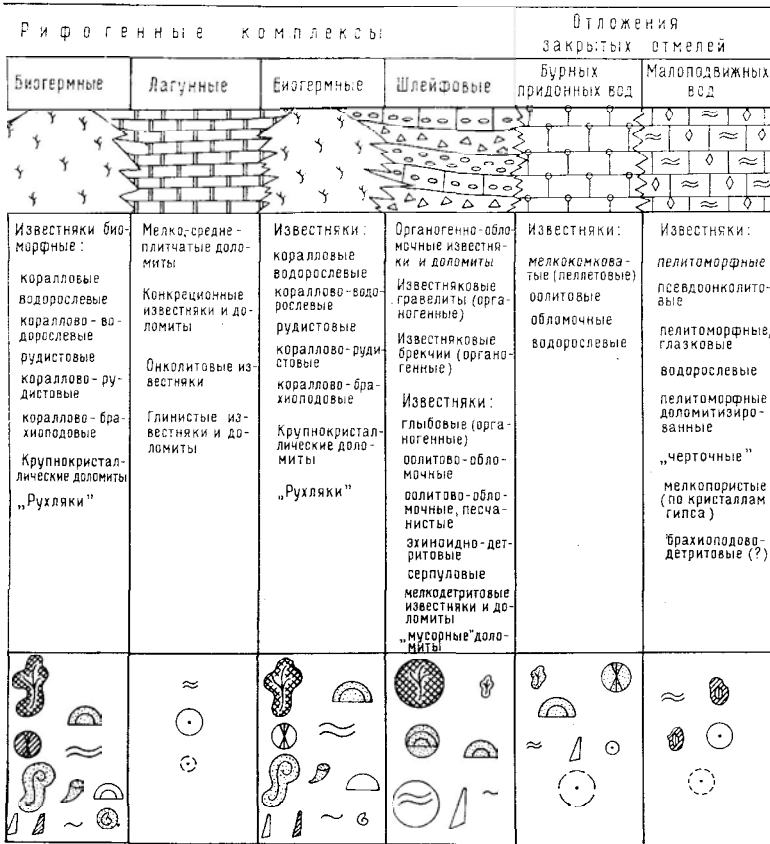 Рифогенные комплексы
Отложения
закрытых отмелей
Биогермные
Лагунные
Биогермные
Шлейфовые
Бурных
придонных вод
Малоподвижных
вод
Известняки био-
морфные:
коралловые
водорослевые
кораллово-во-
дорослевые
рудистовые
кораллово-ру-
дистовые
кораллово-бра-
хиоподовые
Крупнокристал-
лические доломиты
„Рухляки”
Мелко-средне-
плитчатые доло-
миты
Конкреционные
известняки и до-
ломиты
Онколитовые из-
вестняки
Глинистые из-
вестняки и до-
ломиты
Известняки:
коралловые
водорослевые
кораллово-водо-
рослевые
рудистовые
кораллово-руди-
стовые
кораллово-бра-
хиоподовые
Крупнокристал-
лические доло-
миты
„Рухляки”
Органогенно-обло-
мочные известня-
ки и доломиты
Известняковые
гравелиты (орга-
ногенные)
Известняковые
брекчии (органо-
генные)
Известняки:
глыбовые (орга-
ногенные)
оолитово-обло-
мочные
оолитово-обло-
мочные, песча-
нистые
эхиноидно-дет-
ритовые
серпуловые
мелкодетритовые
известняки и до-
ломиты
„мусорные” доло-
миты
Известняки:
мелкокомкова-
тые (пеллетовые)
оолитовые
обломочные
водорослевые
Известняки:
пелитоморфные
псевдоонколито-
вые
пелитоморфные,
глазковые
водорослевые
пелитоморфные
доломитизиро-
ванные
„черточные”
мелкопористые
(по кристаллам
гипса)
брахиоподово-
детритовые (?)